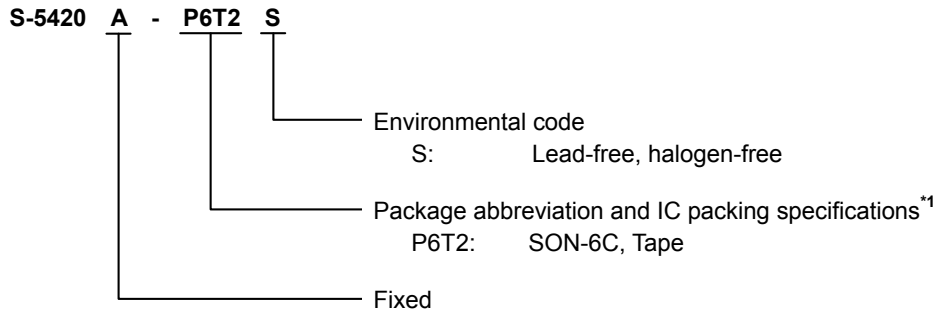 S-5420 A - P6T2 S
Environmental code
S: Lead-free, halogen-free
Package abbreviation and IC packing specifications*1
P6T2: SON-6C, Tape
Fixed